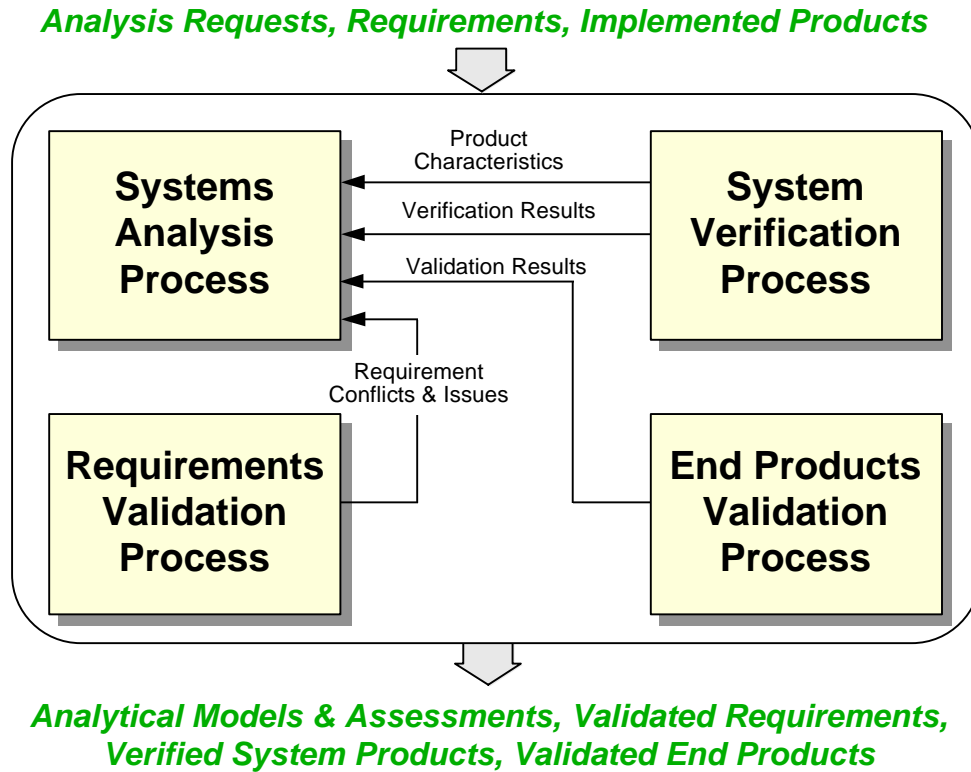 Analysis Requests, Requirements, Implemented Products
Systems
Analysis
Process
Product
Characteristics
Verification Results
Validation Results
Requirement
Conflicts & Issues
System
Verification
Process
Requirements
Validation
Process
End Products
Validation
Process
Analytical Models & Assessments, Validated Requirements,
Verified System Products, Validated End Products